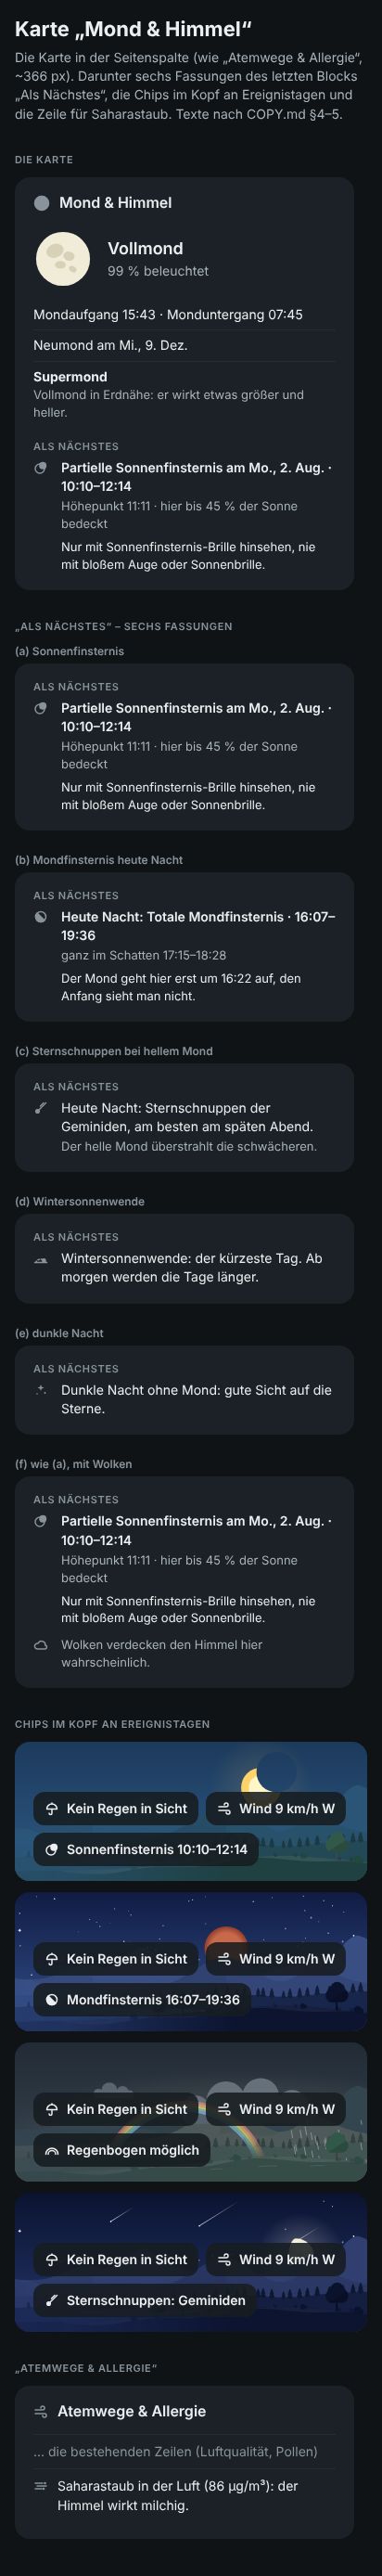 Karte „Mond & Himmel“
Die Karte in der Seitenspalte (wie „Atemwege & Allergie“,
~366 px). Darunter sechs Fassungen des letzten Blocks
„Als Nächstes“, die Chips im Kopf an Ereignistagen und
die Zeile für Saharastaub. Texte nach COPY.md §4–5.
DIE KARTE
Mond & Himmel
Vollmond
99 % beleuchtet
Mondaufgang 15:43 · Monduntergang 07:45
Neumond am Mi., 9. Dez.
Supermond
Vollmond in Erdnähe: er wirkt etwas größer und
heller.
ALS NÄCHSTES
Partielle Sonnenfinsternis am Mo., 2. Aug. ·
10:10–12:14
Höhepunkt 11:11 · hier bis 45 % der Sonne
bedeckt
Nur mit Sonnenfinsternis-Brille hinsehen, nie
mit bloßem Auge oder Sonnenbrille.
„ALS NÄCHSTES“ – SECHS FASSUNGEN
(a) Sonnenfinsternis
ALS NÄCHSTES
Partielle Sonnenfinsternis am Mo., 2. Aug. ·
10:10–12:14
Höhepunkt 11:11 · hier bis 45 % der Sonne
bedeckt
Nur mit Sonnenfinsternis-Brille hinsehen, nie
mit bloßem Auge oder Sonnenbrille.
(b) Mondfinsternis heute Nacht
ALS NÄCHSTES
Heute Nacht: Totale Mondfinsternis · 16:07–
19:36
ganz im Schatten 17:15–18:28
Der Mond geht hier erst um 16:22 auf, den
Anfang sieht man nicht.
(c) Sternschnuppen bei hellem Mond
ALS NÄCHSTES
Heute Nacht: Sternschnuppen der
Geminiden, am besten am späten Abend.
Der helle Mond überstrahlt die schwächeren.
(d) Wintersonnenwende
ALS NÄCHSTES
Wintersonnenwende: der kürzeste Tag. Ab
morgen werden die Tage länger.
(e) dunkle Nacht
ALS NÄCHSTES
Dunkle Nacht ohne Mond: gute Sicht auf die
Sterne.
(f) wie (a), mit Wolken
ALS NÄCHSTES
Partielle Sonnenfinsternis am Mo., 2. Aug. ·
10:10–12:14
Höhepunkt 11:11 · hier bis 45 % der Sonne
bedeckt
Nur mit Sonnenfinsternis-Brille hinsehen, nie
mit bloßem Auge oder Sonnenbrille.
Wolken verdecken den Himmel hier
wahrscheinlich.
CHIPS IM KOPF AN EREIGNISTAGEN
Kein Regen in Sicht Wind 9 km/h W
Sonnenfinsternis 10:10–12:14
Kein Regen in Sicht Wind 9 km/h W
Mondfinsternis 16:07–19:36
Kein Regen in Sicht Wind 9 km/h W
Regenbogen möglich
Kein Regen in Sicht Wind 9 km/h W
Sternschnuppen: Geminiden
„ATEMWEGE & ALLERGIE“
Atemwege & Allergie
… die bestehenden Zeilen (Luftqualität, Pollen)
Saharastaub in der Luft (86 µg/m³): der
Himmel wirkt milchig.